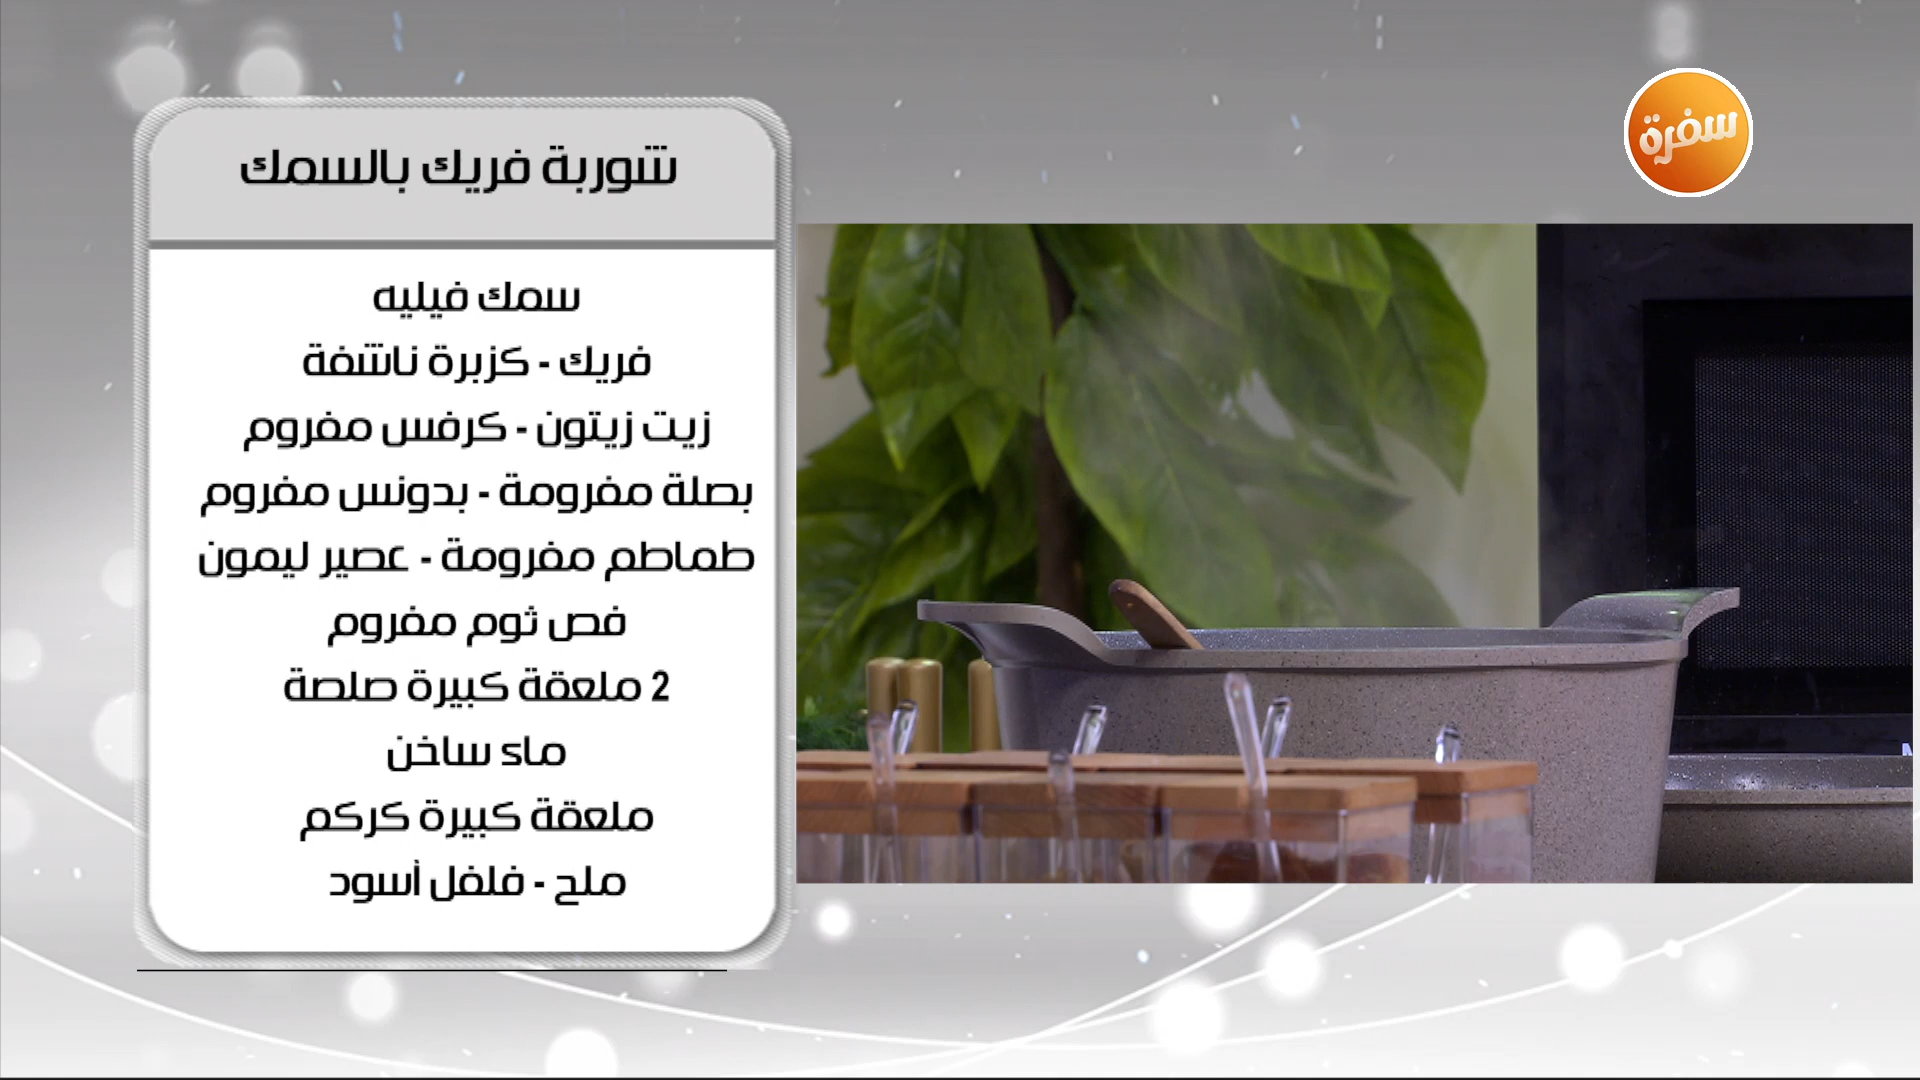 سفرة
شوربة فريك بالسمك
سمك فيليه
فريك - كزبرة ناشفة
زيت زيتون - كرفس مفروم
بصلة مفرومة - بدونس مفروم
طماطم مفرومة - عصير ليمون
فص ثوم مفروم
2 ملعقة كبيرة صلصة
ماء ساخن
ملعقة كبيرة كركم
ملح - فلفل أسود